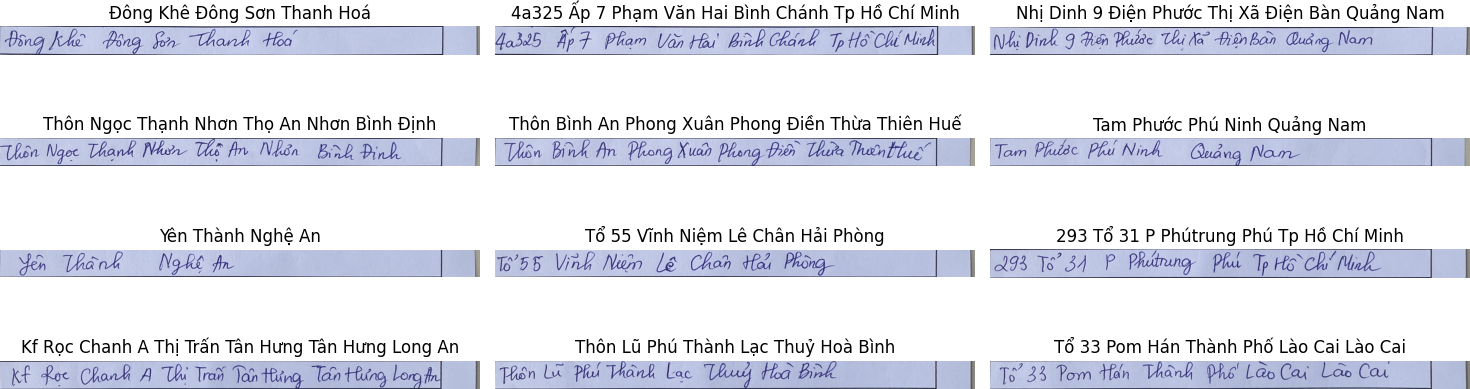 Đông Khê Đông Sơn Thanh Hoá
4a325 Ấp 7 Phạm Văn Hai Bình Chánh Tp Hồ Chí Minh
Nhị Dinh 9 Điện Phước Thị Xã Điện Bàn Quảng Nam
Đông Khê Đông Sơn Thanh Hoá
4a325 Ấp 7 Phạm Văn Hai Bình Chánh Tp Hồ Chí Minh
Nhị Dinh 9 Điện Phước Thị Xã Điện Bàn Quảng Nam
Thôn Ngọc Thạnh Nhơn Thọ An Nhơn Bình Định
Thôn Bình An Phong Xuân Phong Điền Thừa Thiên Huế
Tam Phước Phú Ninh Quảng Nam
Thôn Ngọc Thạnh Nhơn Thọ An Nhơn Bình Định
Thôn Bình An Phong Xuân Phong Điền Thừa Thiên Huế
Tam Phước Phú Ninh Quảng Nam
Yên Thành Nghệ An
Tổ 55 Vĩnh Niệm Lê Chân Hải Phòng
293 Tổ 31 P Phútrung Phú Tp Hồ Chí Minh
Yên Thành Nghệ An
Tổ 55 Vĩnh Niệm Lê Chân Hải Phòng
293 Tổ 31 P Phútrung Phú Tp Hồ Chí Minh
Kf Rọc Chanh A Thị Trấn Tân Hưng Tân Hưng Long An
Thôn Lũ Phú Thành Lạc Thuỷ Hoà Bình
Tổ 33 Pom Hán Thành Phố Lào Cai Lào Cai
Kf Rọc Chanh A Thị Trấn Tân Hưng Tân Hưng Long An
Thôn Lũ Phú Thành Lạc Thuỷ Hoà Bình
Tổ 33 Pom Hán Thành Phố Lào Cai Lào Cai